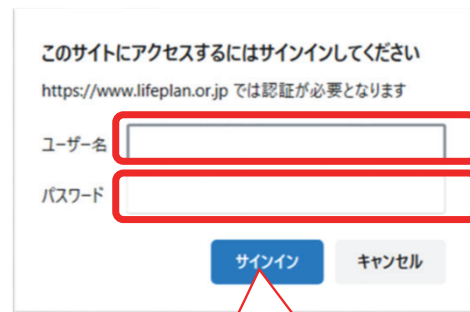 このサイトにアクセスするにはサインインしてください
https://www.lifeplan.or.jp では認証が必要となります
ユーザー名
パスワード
サインイン キャンセル